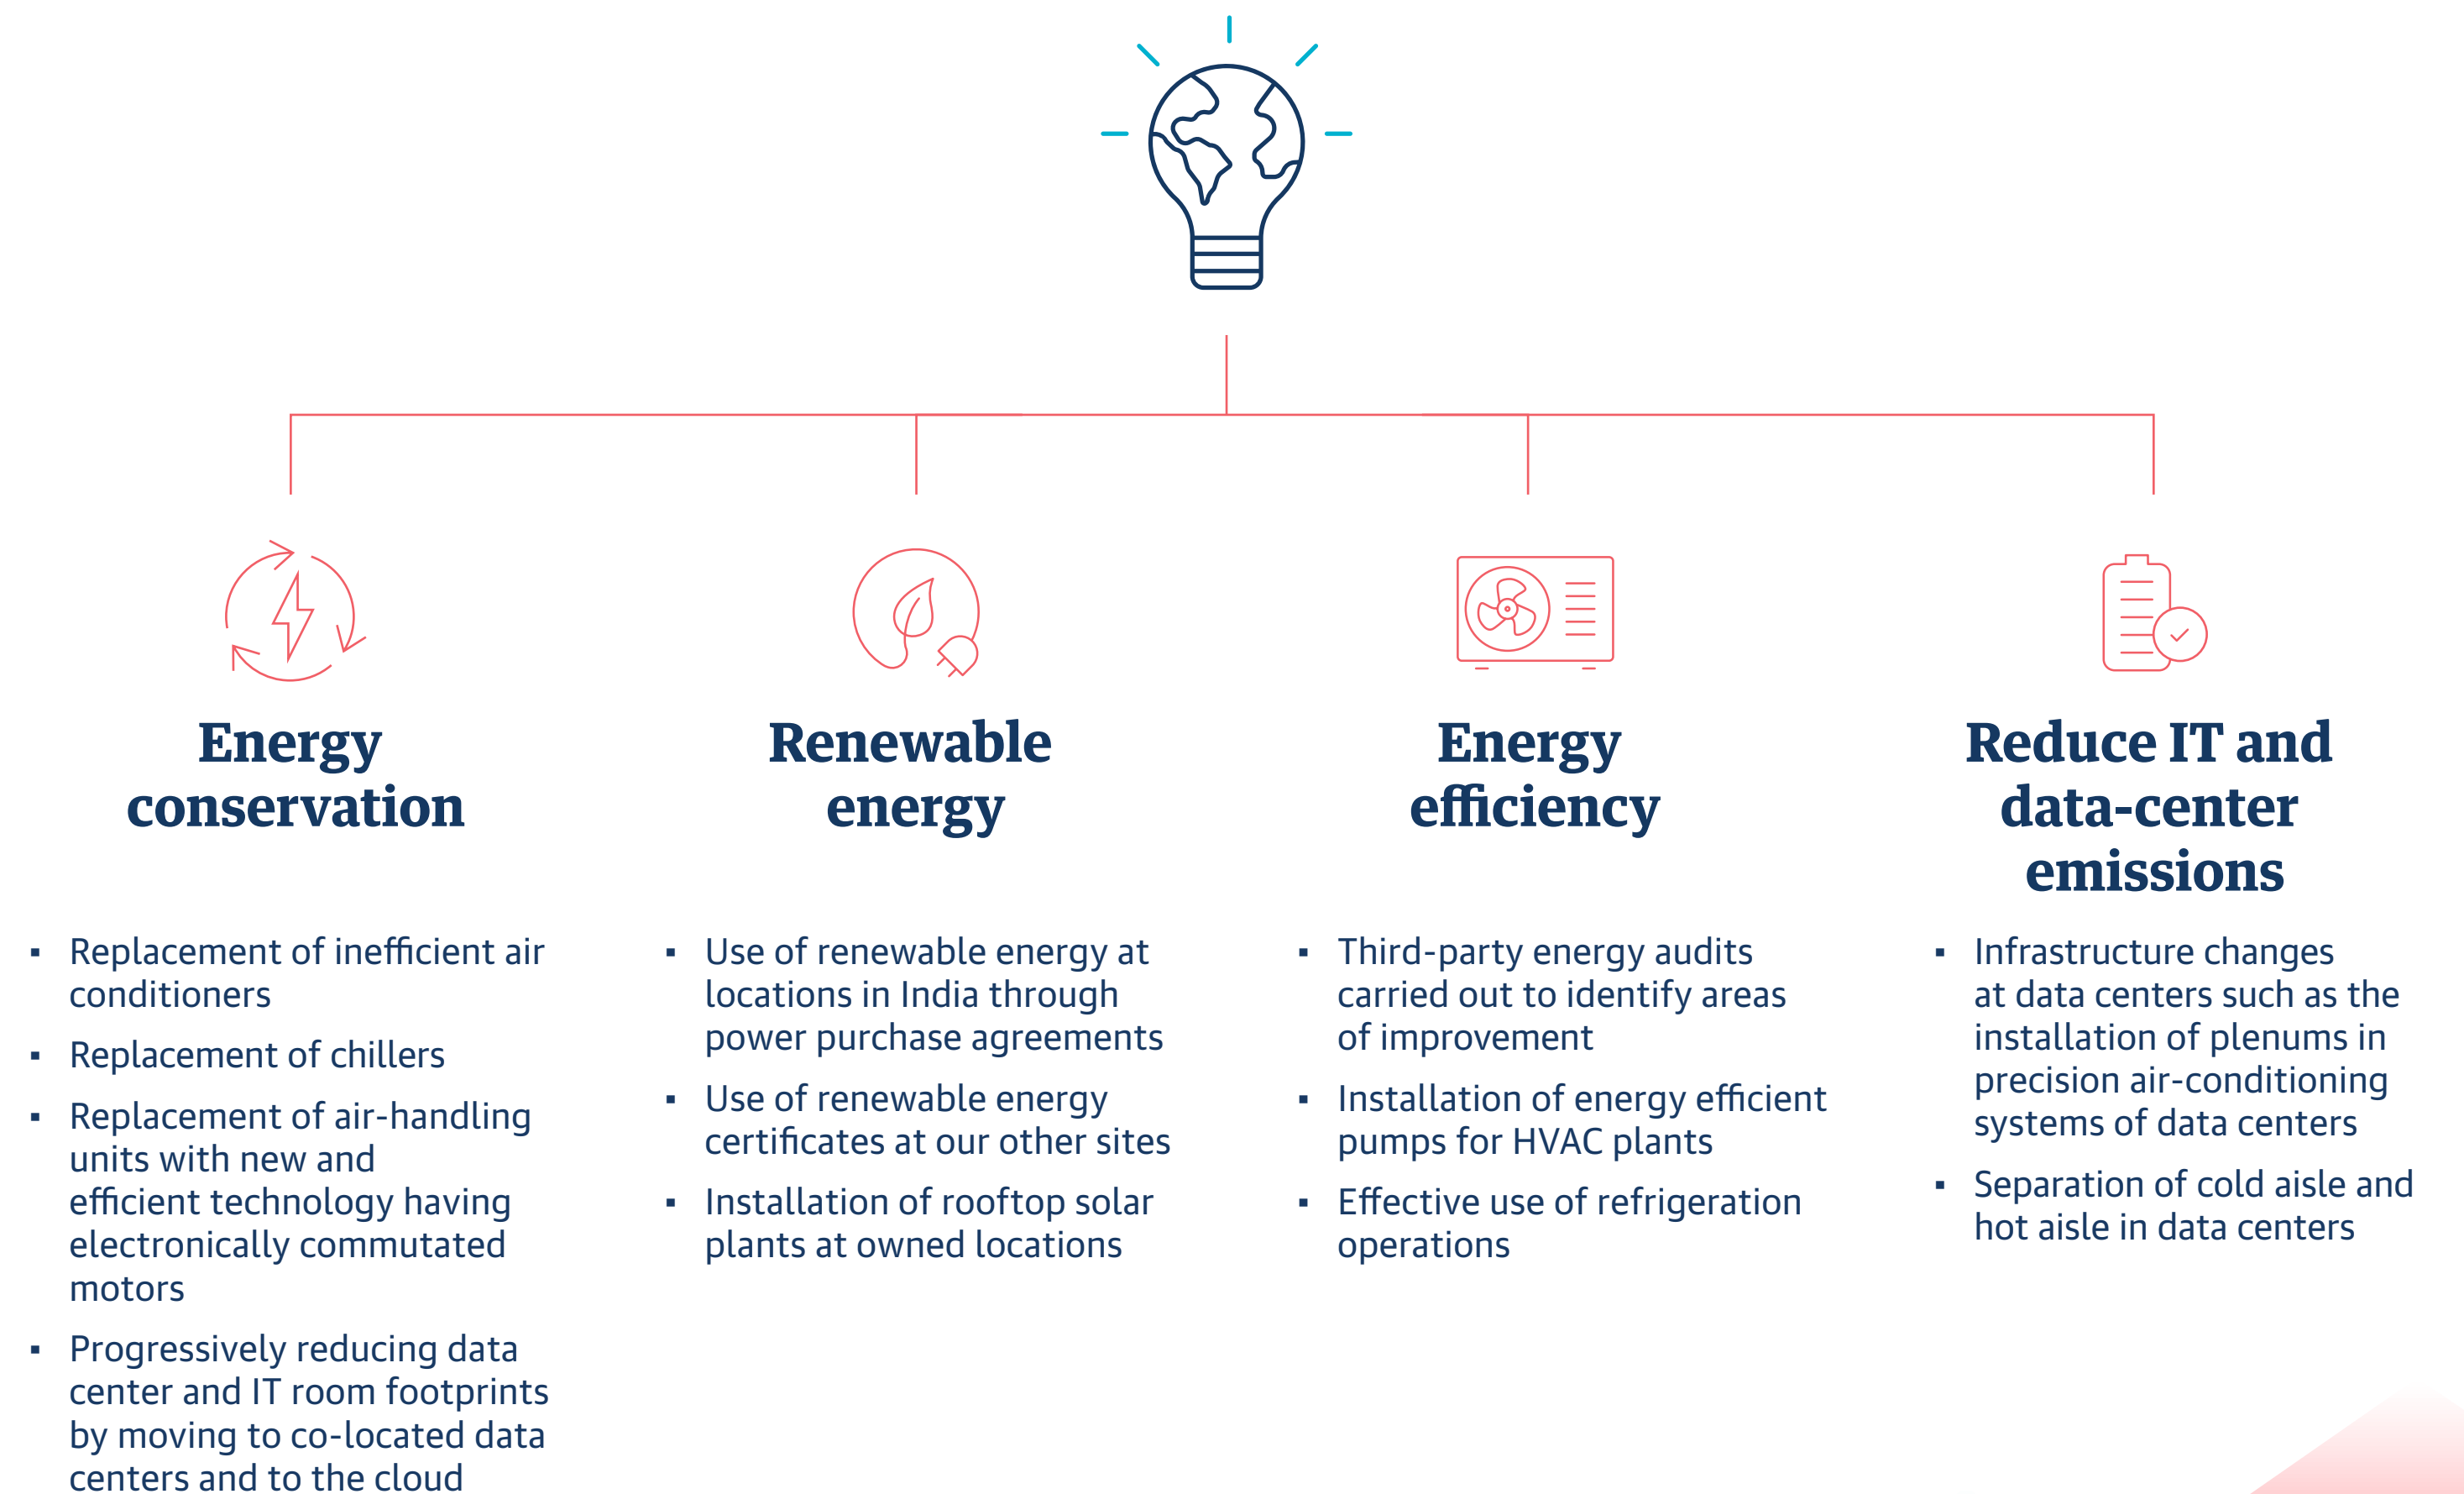 Energy
conservation
▪ Replacement of inefficient air
conditioners
▪ Replacement of chillers
▪ Replacement of air-handling
units with new and
efficient technology having
electronically commutated
motors
▪ Progressively reducing data
center and IT room footprints
by moving to co-located data
centers and to the cloud
Renewable
energy
▪ Use of renewable energy at
locations in India through
power purchase agreements
▪ Use of renewable energy
certificates at our other sites
▪ Installation of rooftop solar
plants at owned locations
Energy
efficiency
▪ Third-party energy audits
carried out to identify areas
of improvement
▪ Installation of energy efficient
pumps for HVAC plants
▪ Effective use of refrigeration
operations
Reduce IT and
data-center
emissions
▪ Infrastructure changes
at data centers such as the
installation of plenums in
precision air-conditioning
systems of data centers
▪ Separation of cold aisle and
hot aisle in data centers